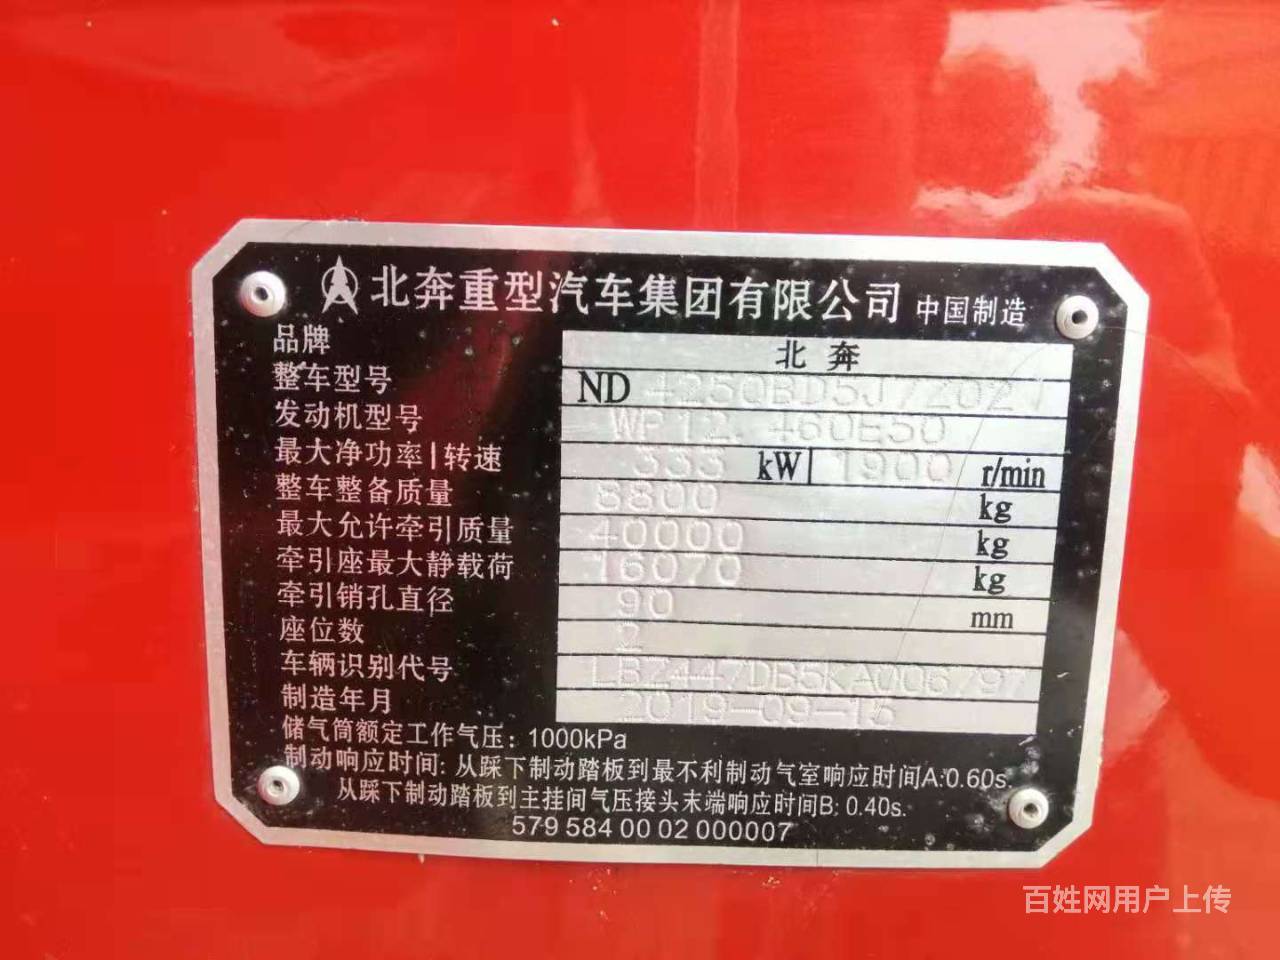 北奔重型汽车集团有限公司 中国制造
品牌 北奔
整车型号 ND 4250BD5J7Z02
发动机型号 WP12.460E50
最大净功率|转速 333 kW 1900 r/min
整车整备质量 8800 kg
最大允许牵引质量 40000 kg
牵引座最大静载荷 16070 kg
牵引销孔直径 90 mm
座位数 2
车辆识别代号 LBZ447DB5KA006797
制造年月 2019-09-15
储气筒额定工作气压：1000kPa
制动响应时间: 从踩下制动踏板到最不利制动气室响应时间A:0.60s.
从踩下制动踏板到主挂间气压接头末端响应时间B: 0.40s.
579 584 00 02 000007
百姓网用户上传